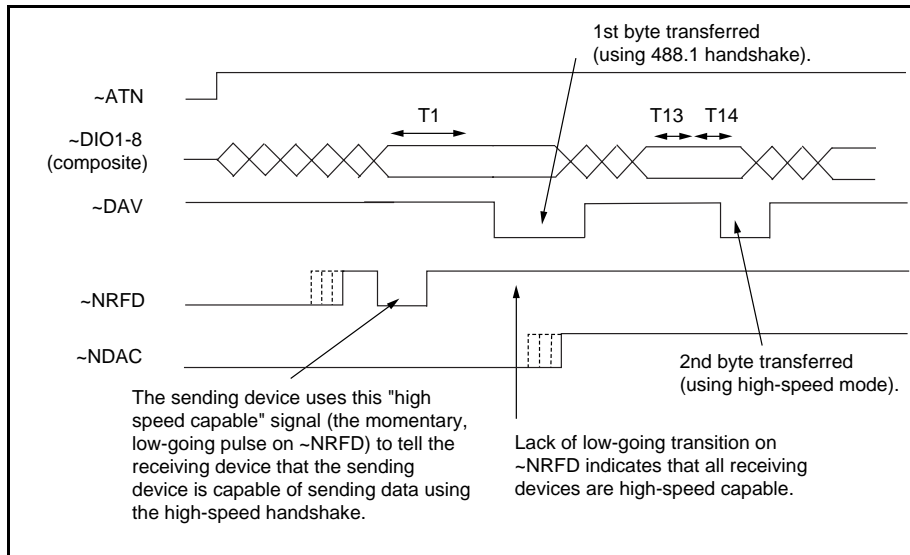 1st byte transferred
(using 488.1 handshake).
~ATN
T1
T13
T14
~DIO1-8
(composite)
~DAV
~NRFD
~NDAC
2nd byte transferred
(using high-speed mode).
The sending device uses this "high
speed capable" signal (the momentary,
low-going pulse on ~NRFD) to tell the
receiving device that the sending
device is capable of sending data using
the high-speed handshake.
Lack of low-going transition on
~NRFD indicates that all receiving
devices are high-speed capable.